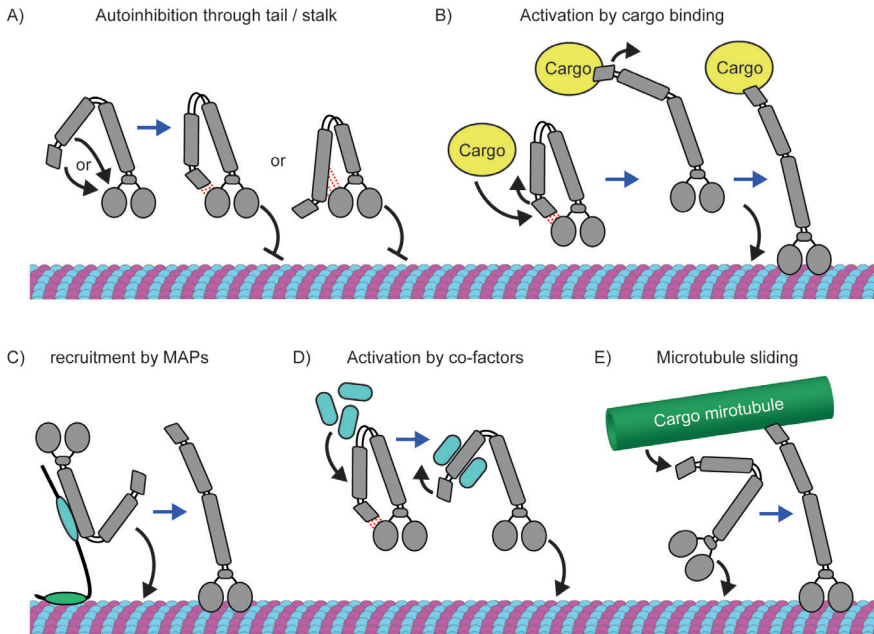 A) Autoinhibition through tail / stalk
or
or
B) Activation by cargo binding
Cargo
Cargo
Cargo
C) recruitment by MAPs
D) Activation by co-factors
E) Microtubule sliding
Cargo mirotubule